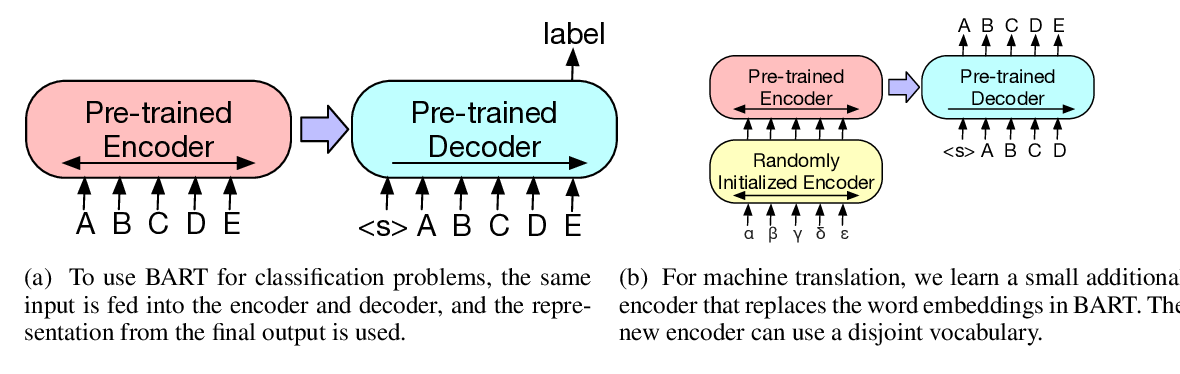 label
Pre-trained
Encoder
Pre-trained
Decoder
A B C D E
<s> A B C D E
(a) To use BART for classification problems, the same
input is fed into the encoder and decoder, and the repre-
sentation from the final output is used.
A B C D E
Pre-trained
Encoder
Pre-trained
Decoder
<s> A B C D
Randomly
Initialized Encoder
α β γ δ ε
(b) For machine translation, we learn a small additional
encoder that replaces the word embeddings in BART. The
new encoder can use a disjoint vocabulary.